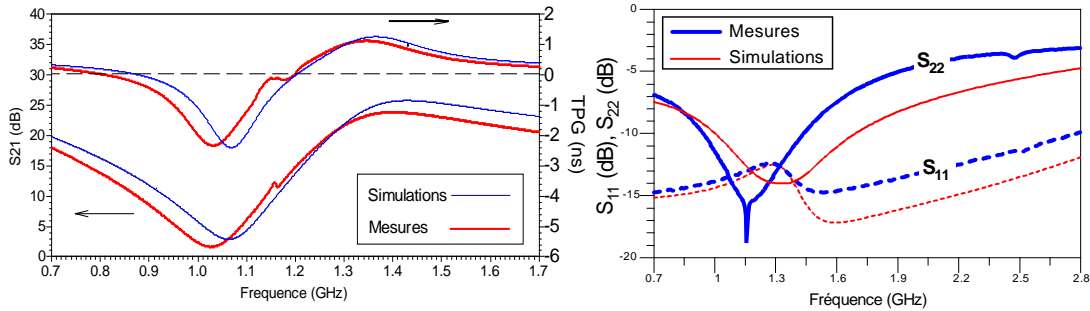 40
35
30
25
20
15
10
5
0
S21 (dB)
2
1
0
-1
-2
-3
-4
-5
-6
TPG (ns)
Simulations
Mesures
0.7 0.8 0.9 1.0 1.1 1.2 1.3 1.4 1.5 1.6 1.7
Frequence (GHz)
0
-5
-10
-15
-20
S11 (dB), S22 (dB)
Mesures
Simulations
S22
S11
0.7 1 1.3 1.6 1.9 2.2 2.5 2.8
Fréquence (GHz)